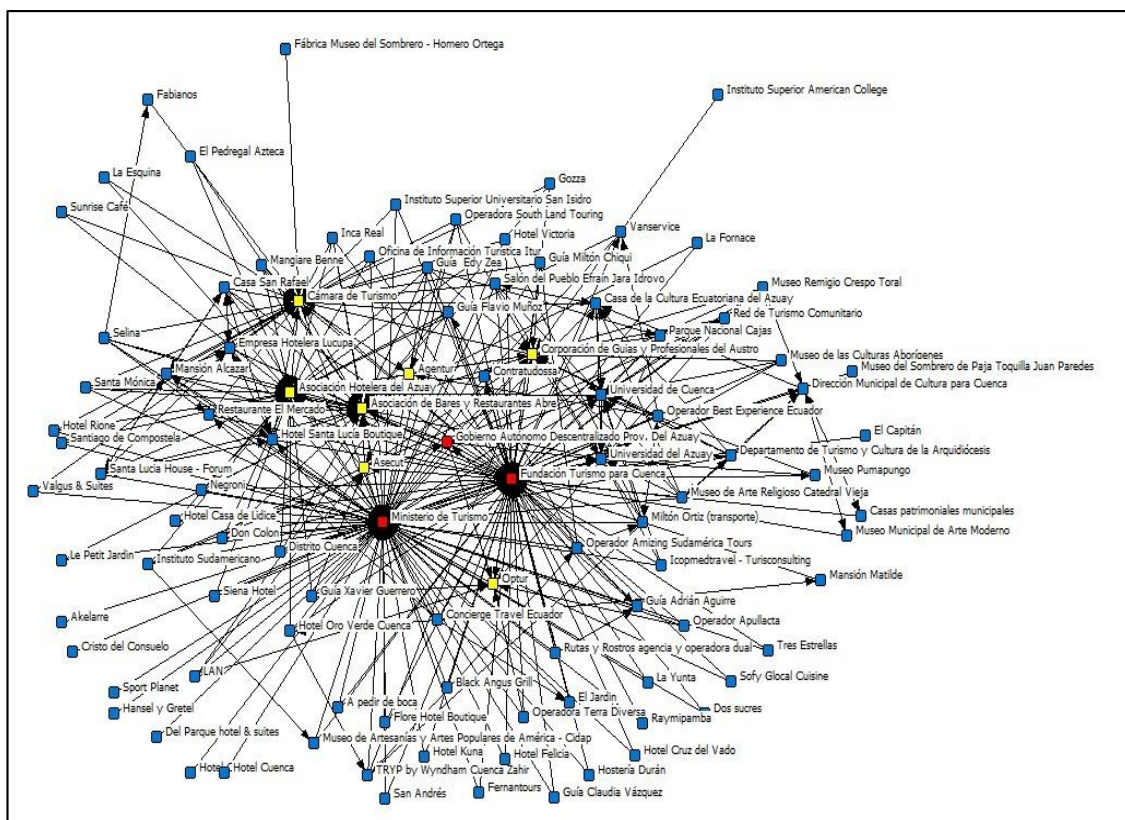 Fábrica Museo del Sombrero - Homero Ortega
Instituto Superior American College
Fabianos
El Pedregal Azteca
La Esquina
Gozza
Instituto Superior Universitario San Isidro
Sunrise Café
Operadora South Land Touring
Vanservice
Inca Real
Hotel Victoria
La Fornace
Oficina de Información Turística Itur
Mangiare Benne
Guía Edy Zea
Guía Miltón Chiqui
Casa San Rafael
Salón del Pueblo Efraín Jara Idrovo
Museo Remigio Crespo Toral
Cámara de Turismo
Casa de la Cultura Ecuatoriana del Azuay
Guía Flavio Muñoz
Red de Turismo Comunitario
Selina
Parque Nacional Cajas
Empresa Hotelera Lucupa
Corporación de Guias y Profesionales del Austro
Museo de las Culturas Aborígenes
Mansión Alcazar
Agentur
Contratudossa
Museo del Sombrero de Paja Toquilla Juan Paredes
Santa Mónica
Asociación Hotelera del Azuay
Universidad de Cuenca
Dirección Municipal de Cultura para Cuenca
Asociación de Bares y Restaurantes Abre
Restaurante El Mercado
Operador Best Experience Ecuador
Hotel Rione
Hotel Santa Lucía Boutique
Gobierno Autónomo Descentralizado Prov. Del Azuay
El Capitán
Santiago de Compostela
Universidad del Azuay
Departamento de Turismo y Cultura de la Arquidiócesis
Santa Lucia House - Forum
Asecut
Fundación Turismo para Cuenca
Museo Pumapungo
Valgus & Suites
Negroni
Museo de Arte Religioso Catedral Vieja
Hotel Casa de Lidice
Ministerio de Turismo
Miltón Ortiz (transporte)
Casas patrimoniales municipales
Don Colon
Museo Municipal de Arte Moderno
Le Petit Jardin
Distrito Cuenca
Operador Amizing Sudamérica Tours
Instituto Sudamericano
Icopmedtravel - Turisconsulting
Optur
Mansión Matilde
Siena Hotel
Guía Xavier Guerrero
Guía Adrián Aguirre
Akelarre
Hotel Oro Verde Cuenca
Concierge Travel Ecuador
Operador Apullacta
Cristo del Consuelo
Rutas y Rostros agencia y operadora dual
Tres Estrellas
LAN
La Yunta
Sofy Glocal Cuisine
Sport Planet
Black Angus Grill
El Jardin
Hansel y Gretel
A pedir de boca
Flore Hotel Boutique
Operadora Terra Diversa
Raymipamba
Dos sucres
Del Parque hotel & suites
Museo de Artesanías y Artes Populares de América - Cidap
Hotel Kuna
Hotel Felicia
Hotel Cruz del Vado
Hotel Cuenca
TRYP by Wyndham Cuenca Zahir
Hostería Durán
San Andrés
Fernantours
Guía Claudia Vázquez